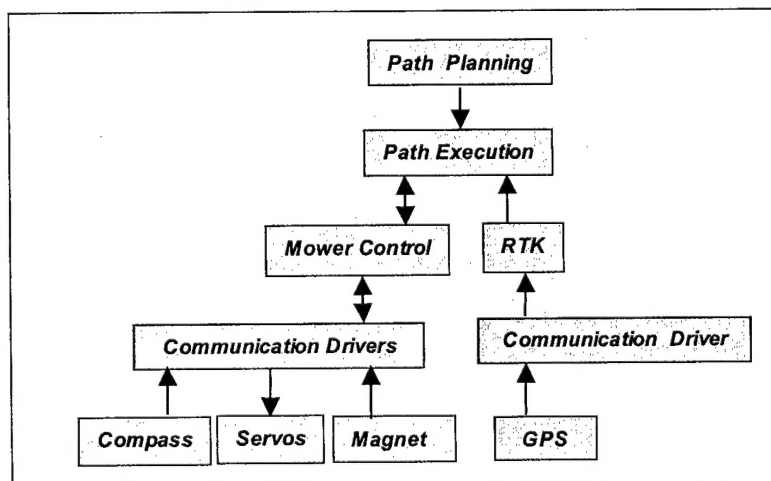 Path Planning
Path Execution
Mower Control
RTK
Communication Drivers
Communication Driver
Compass
Servos
Magnet
GPS